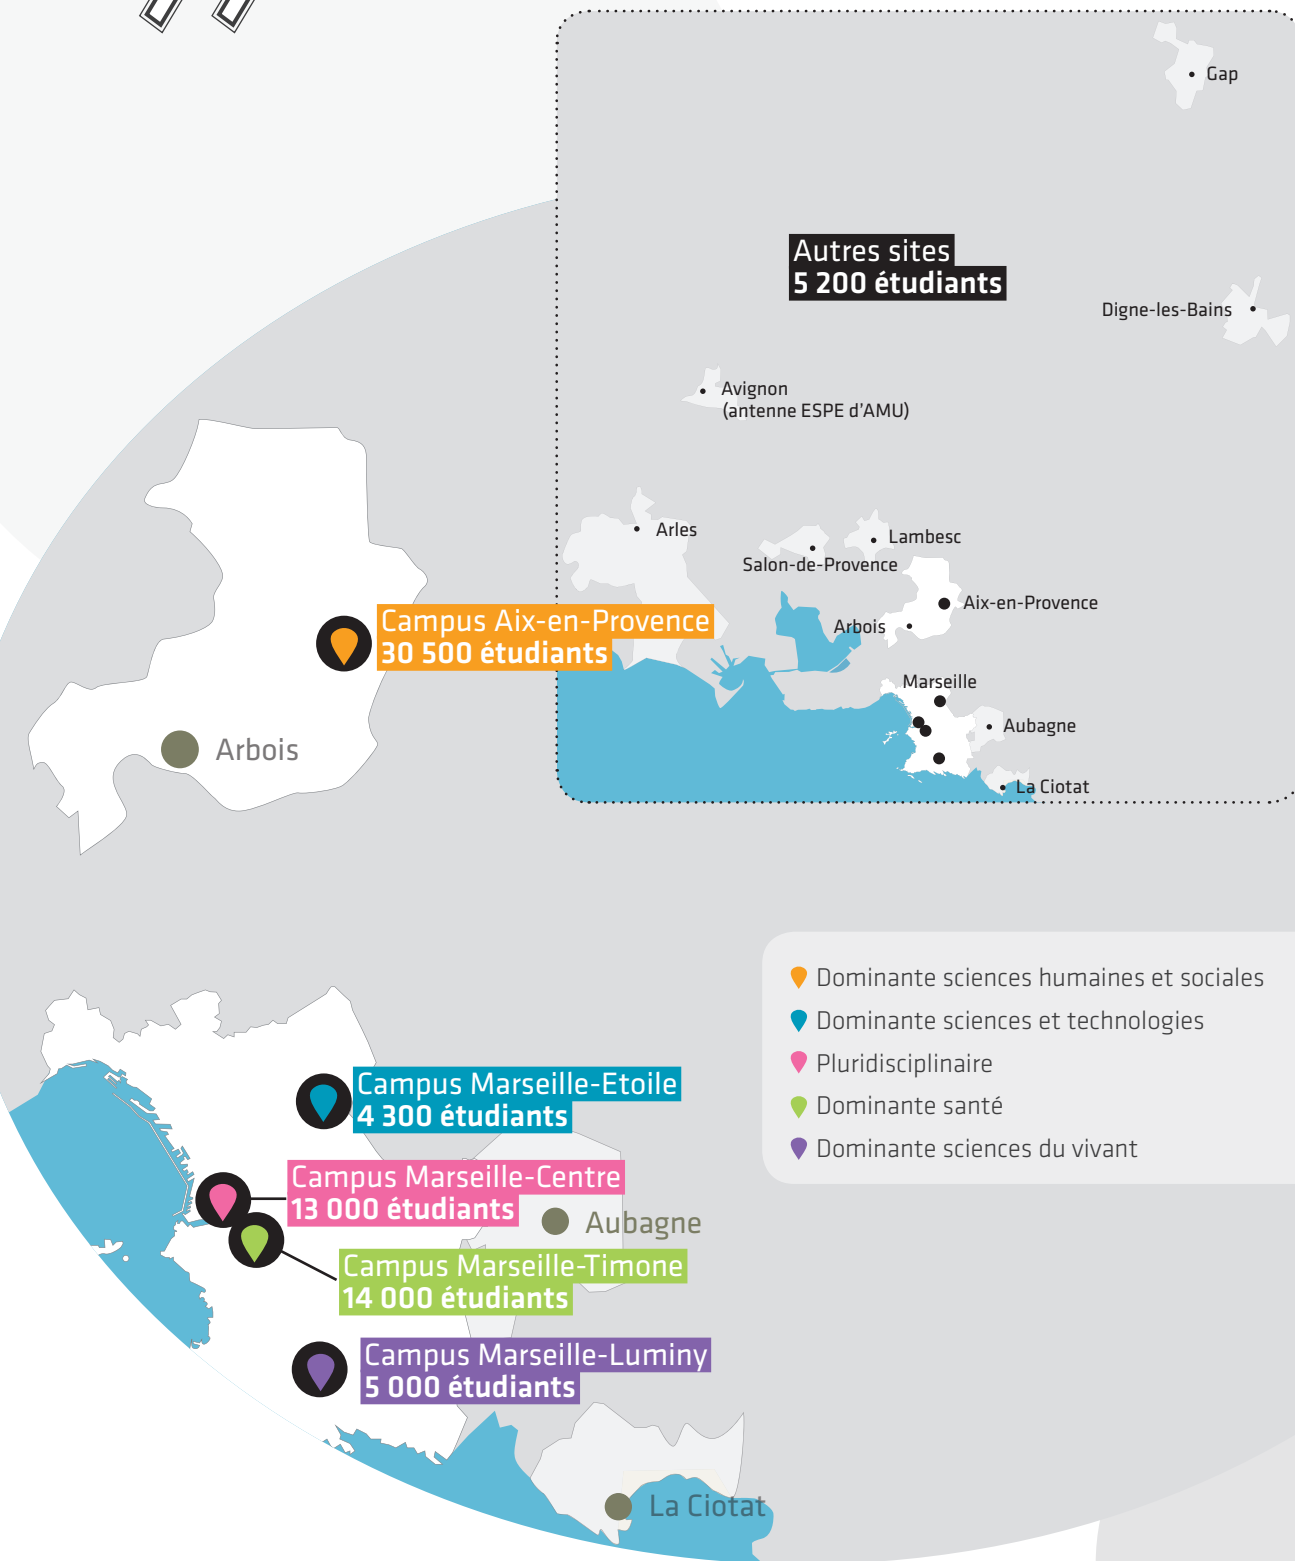 Gap
Autres sites
5 200 étudiants
Digne-les-Bains
Avignon
(antenne ESPE d'AMU)
Arles
Lambesc
Salon-de-Provence
Aix-en-Provence
Arbois
Marseille
Aubagne
La Ciotat
Campus Aix-en-Provence
30 500 étudiants
Arbois
Dominante sciences humaines et sociales
Dominante sciences et technologies
Pluridisciplinaire
Dominante santé
Dominante sciences du vivant
Campus Marseille-Etoile
4 300 étudiants
Campus Marseille-Centre
13 000 étudiants
Aubagne
Campus Marseille-Timone
14 000 étudiants
Campus Marseille-Luminy
5 000 étudiants
La Ciotat